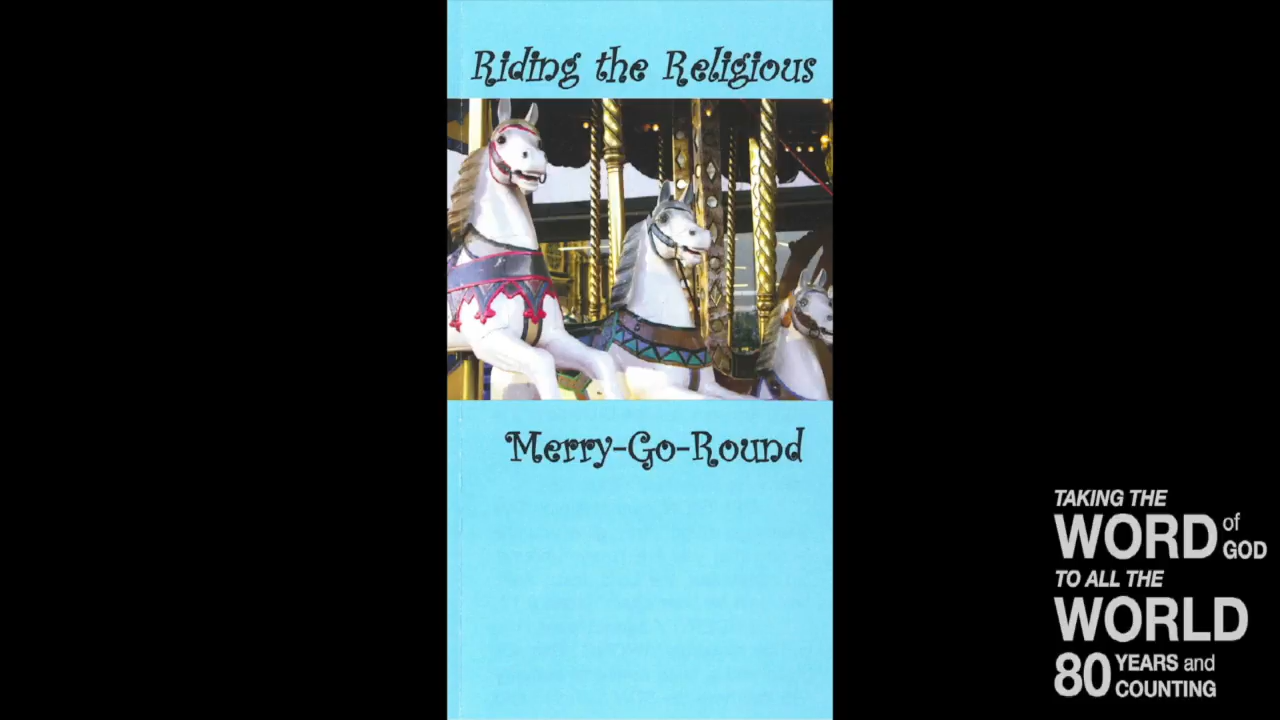 Riding the Religious
Merry-Go-Round
TAKING THE
WORD of GOD
TO ALL THE
WORLD
80 YEARS and
COUNTING